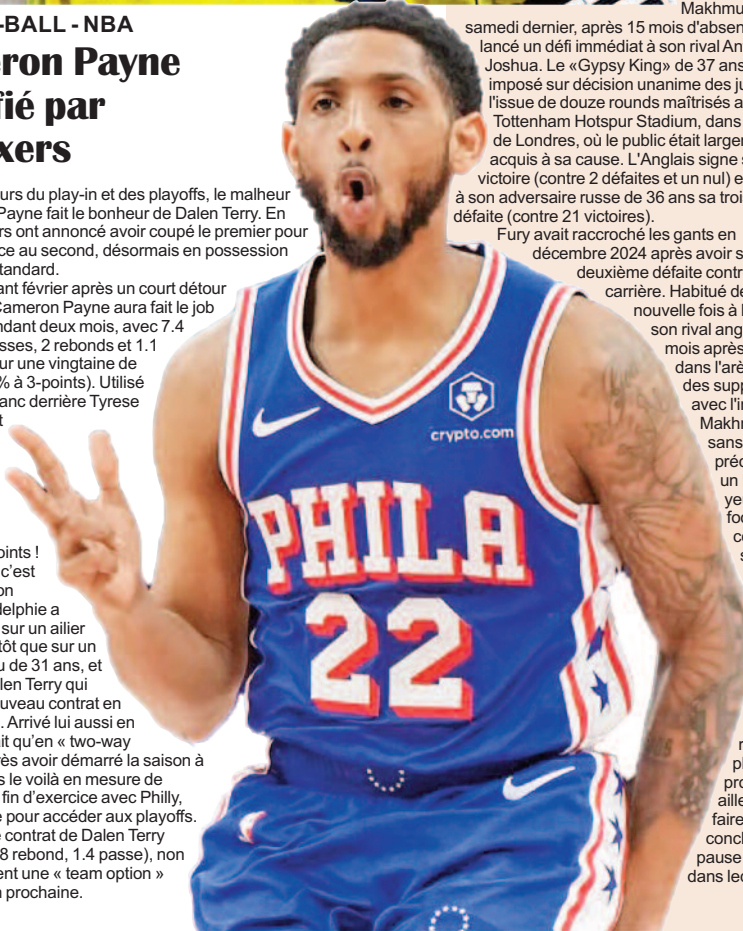 -BALL - NBA
ron Payne
fié par
xers
urs du play-in et des playoffs, le malheur
Payne fait le bonheur de Dalen Terry. En
rs ont annoncé avoir coupé le premier pour
ce au second, désormais en possession
tandard.
ant février après un court détour
Cameron Payne aura fait le job
ndant deux mois, avec 7.4
sses, 2 rebonds et 1.1
ur une vingtaine de
% à 3-points). Utilisé
anc derrière Tyrese
t
oints !
c'est
on
delphie a
sur un ailier
tôt que sur un
u de 31 ans, et
len Terry qui
uveau contrat en
. Arrivé lui aussi en
it qu'en « two-way
rès avoir démarré la saison à
s le voilà en mesure de
fin d'exercice avec Philly,
e pour accéder aux playoffs.
e contrat de Dalen Terry
8 rebond, 1.4 passe), non
ent une « team option »
n prochaine.
crypto.com
PHILA
22
Makhmu
samedi dernier, après 15 mois d'absen
lancé un défi immédiat à son rival An
Joshua. Le «Gypsy King» de 37 ans
imposé sur décision unanime des ju
l'issue de douze rounds maîtrisés a
Tottenham Hotspur Stadium, dans
de Londres, où le public était larger
acquis à sa cause. L'Anglais signe s
victoire (contre 2 défaites et un nul) e
à son adversaire russe de 36 ans sa troi
défaite (contre 21 victoires).
Fury avait raccroché les gants en
décembre 2024 après avoir s
deuxième défaite contr
carrière. Habitué de
nouvelle fois à l
son rival ang
mois après
dans l'arè
des supp
avec l'in
Makhm
sans
préc
un
ye
foc
co
s
r
pl
pro
aille
faire
concl
pause
dans lec